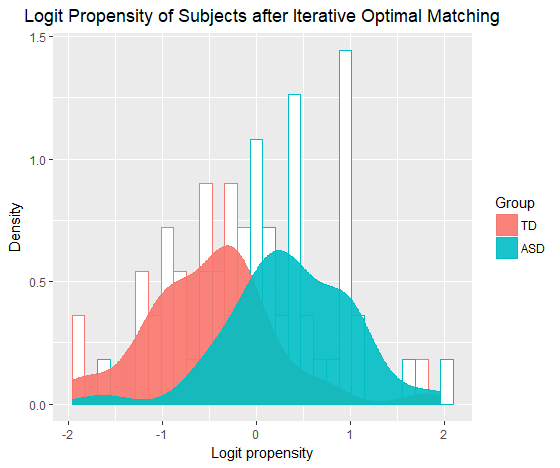 Logit Propensity of Subjects after Iterative Optimal Matching
1.5
1.0
0.5
0.0
Density
-2
-1
0
1
2
Logit propensity
Group
TD
ASD